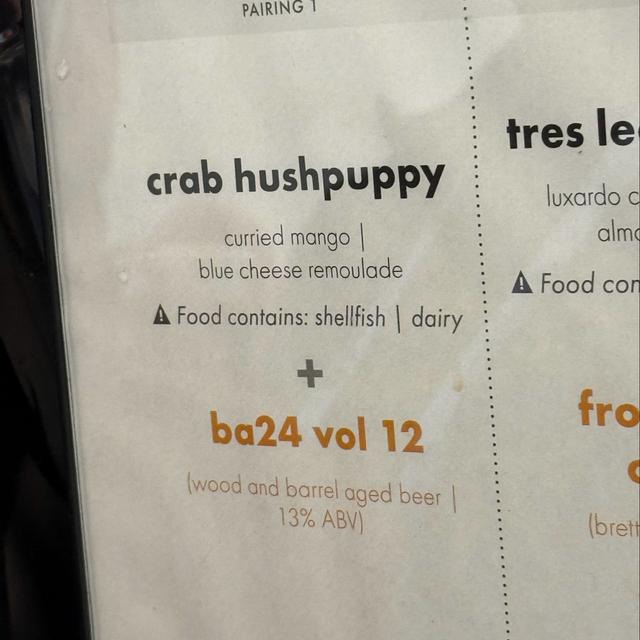 PAIRING 1
crab hushpuppy
curried mango |
blue cheese remoulade
⚠ Food contains: shellfish | dairy
+
ba24 vol 12
(wood and barrel aged beer |
13% ABV)
tres le
luxardo c
almo
⚠ Food con
fro
(brett